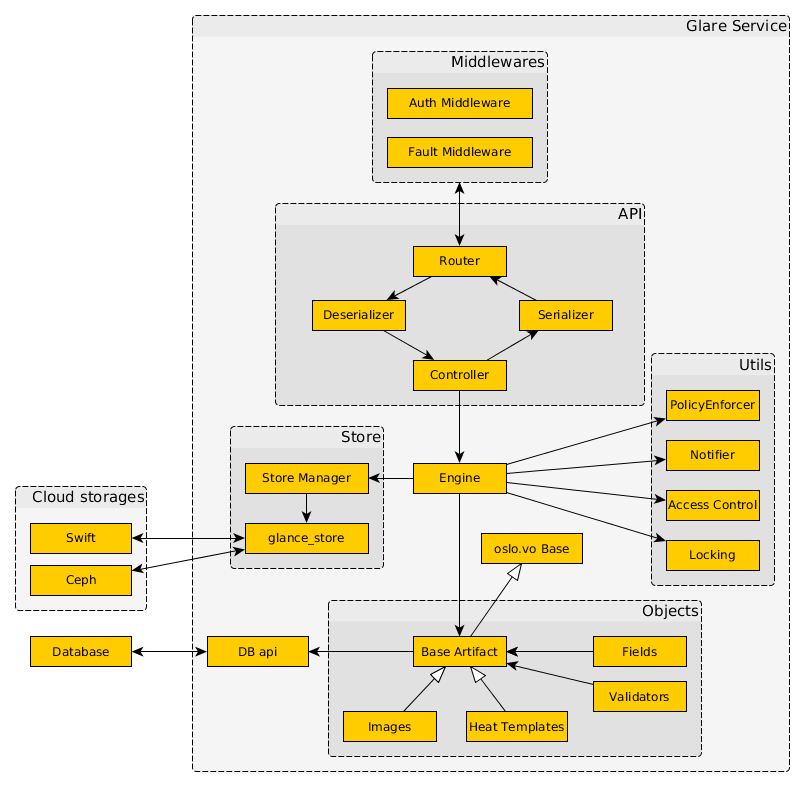 Glare Service
Middlewares
Auth Middleware
Fault Middleware
API
Router
Deserializer
Serializer
Controller
Utils
PolicyEnforcer
Notifier
Access Control
Locking
Store
Store Manager
glance_store
Engine
Cloud storages
Swift
Ceph
oslo.vo Base
Objects
Database
DB api
Base Artifact
Fields
Validators
Images
Heat Templates